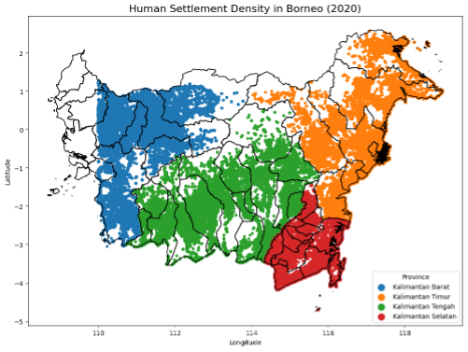 Human Settlement Density in Borneo (2020)
2
1
0
−1
−2
−3
−4
−5
Latitude
110
112
114
116
118
Longitude
Province
Kalimantan Barat
Kalimantan Timur
Kalimantan Tengah
Kalimantan Selatan